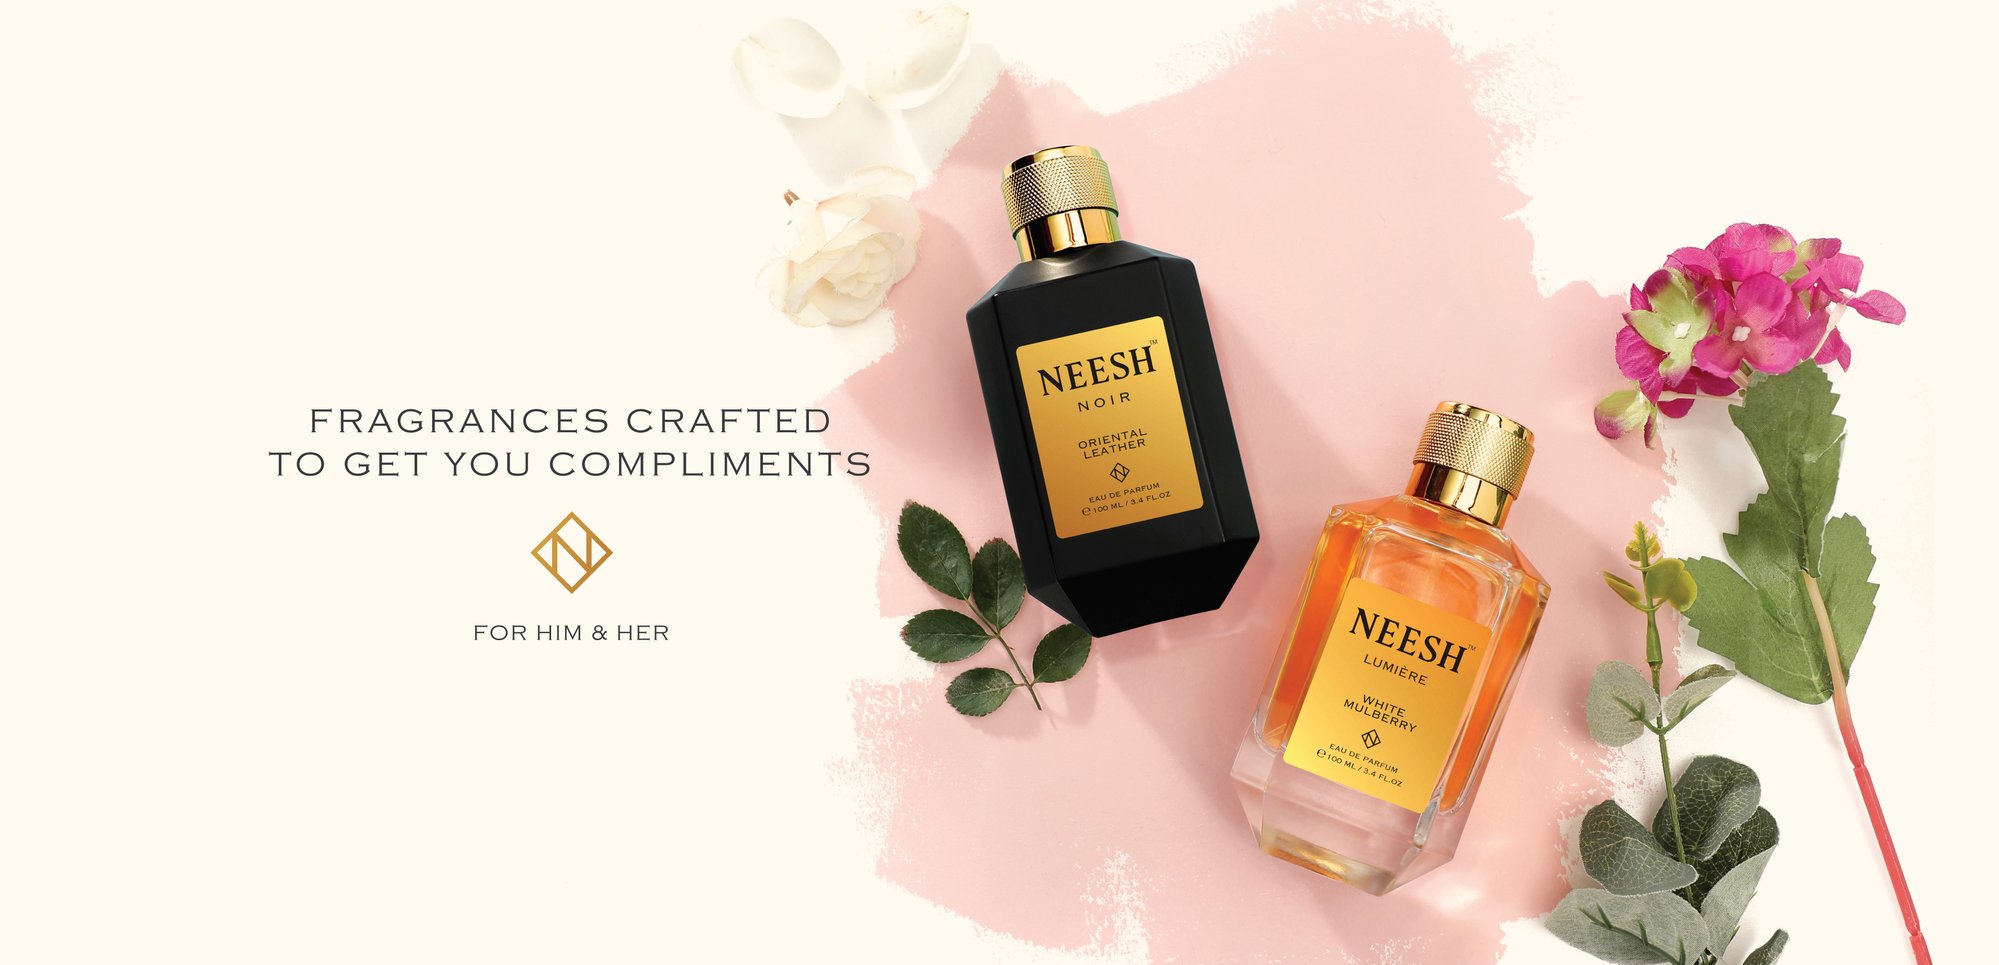 FRAGRANCES CRAFTED
TO GET YOU COMPLIMENTS
FOR HIM & HER
NEESH™
NOIR
ORIENTAL
LEATHER
EAU DE PARFUM
℮ 100 ML / 3.4 FL.OZ
NEESH™
LUMIÈRE
WHITE
MULBERRY
EAU DE PARFUM
℮ 100 ML / 3.4 FL.OZ